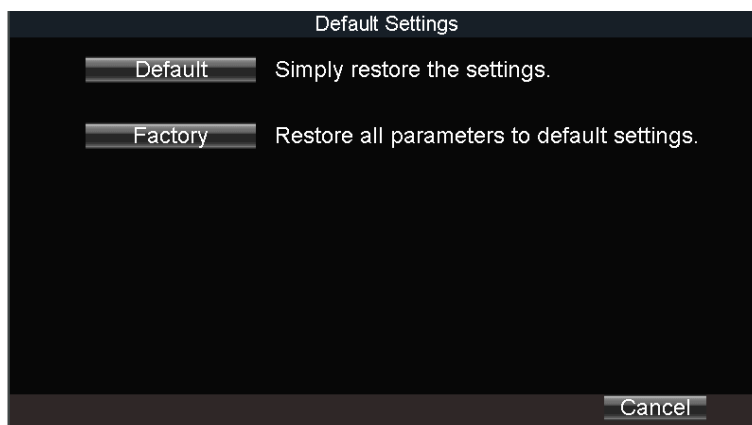 Default Settings
Default Simply restore the settings.
Factory Restore all parameters to default settings.
Cancel